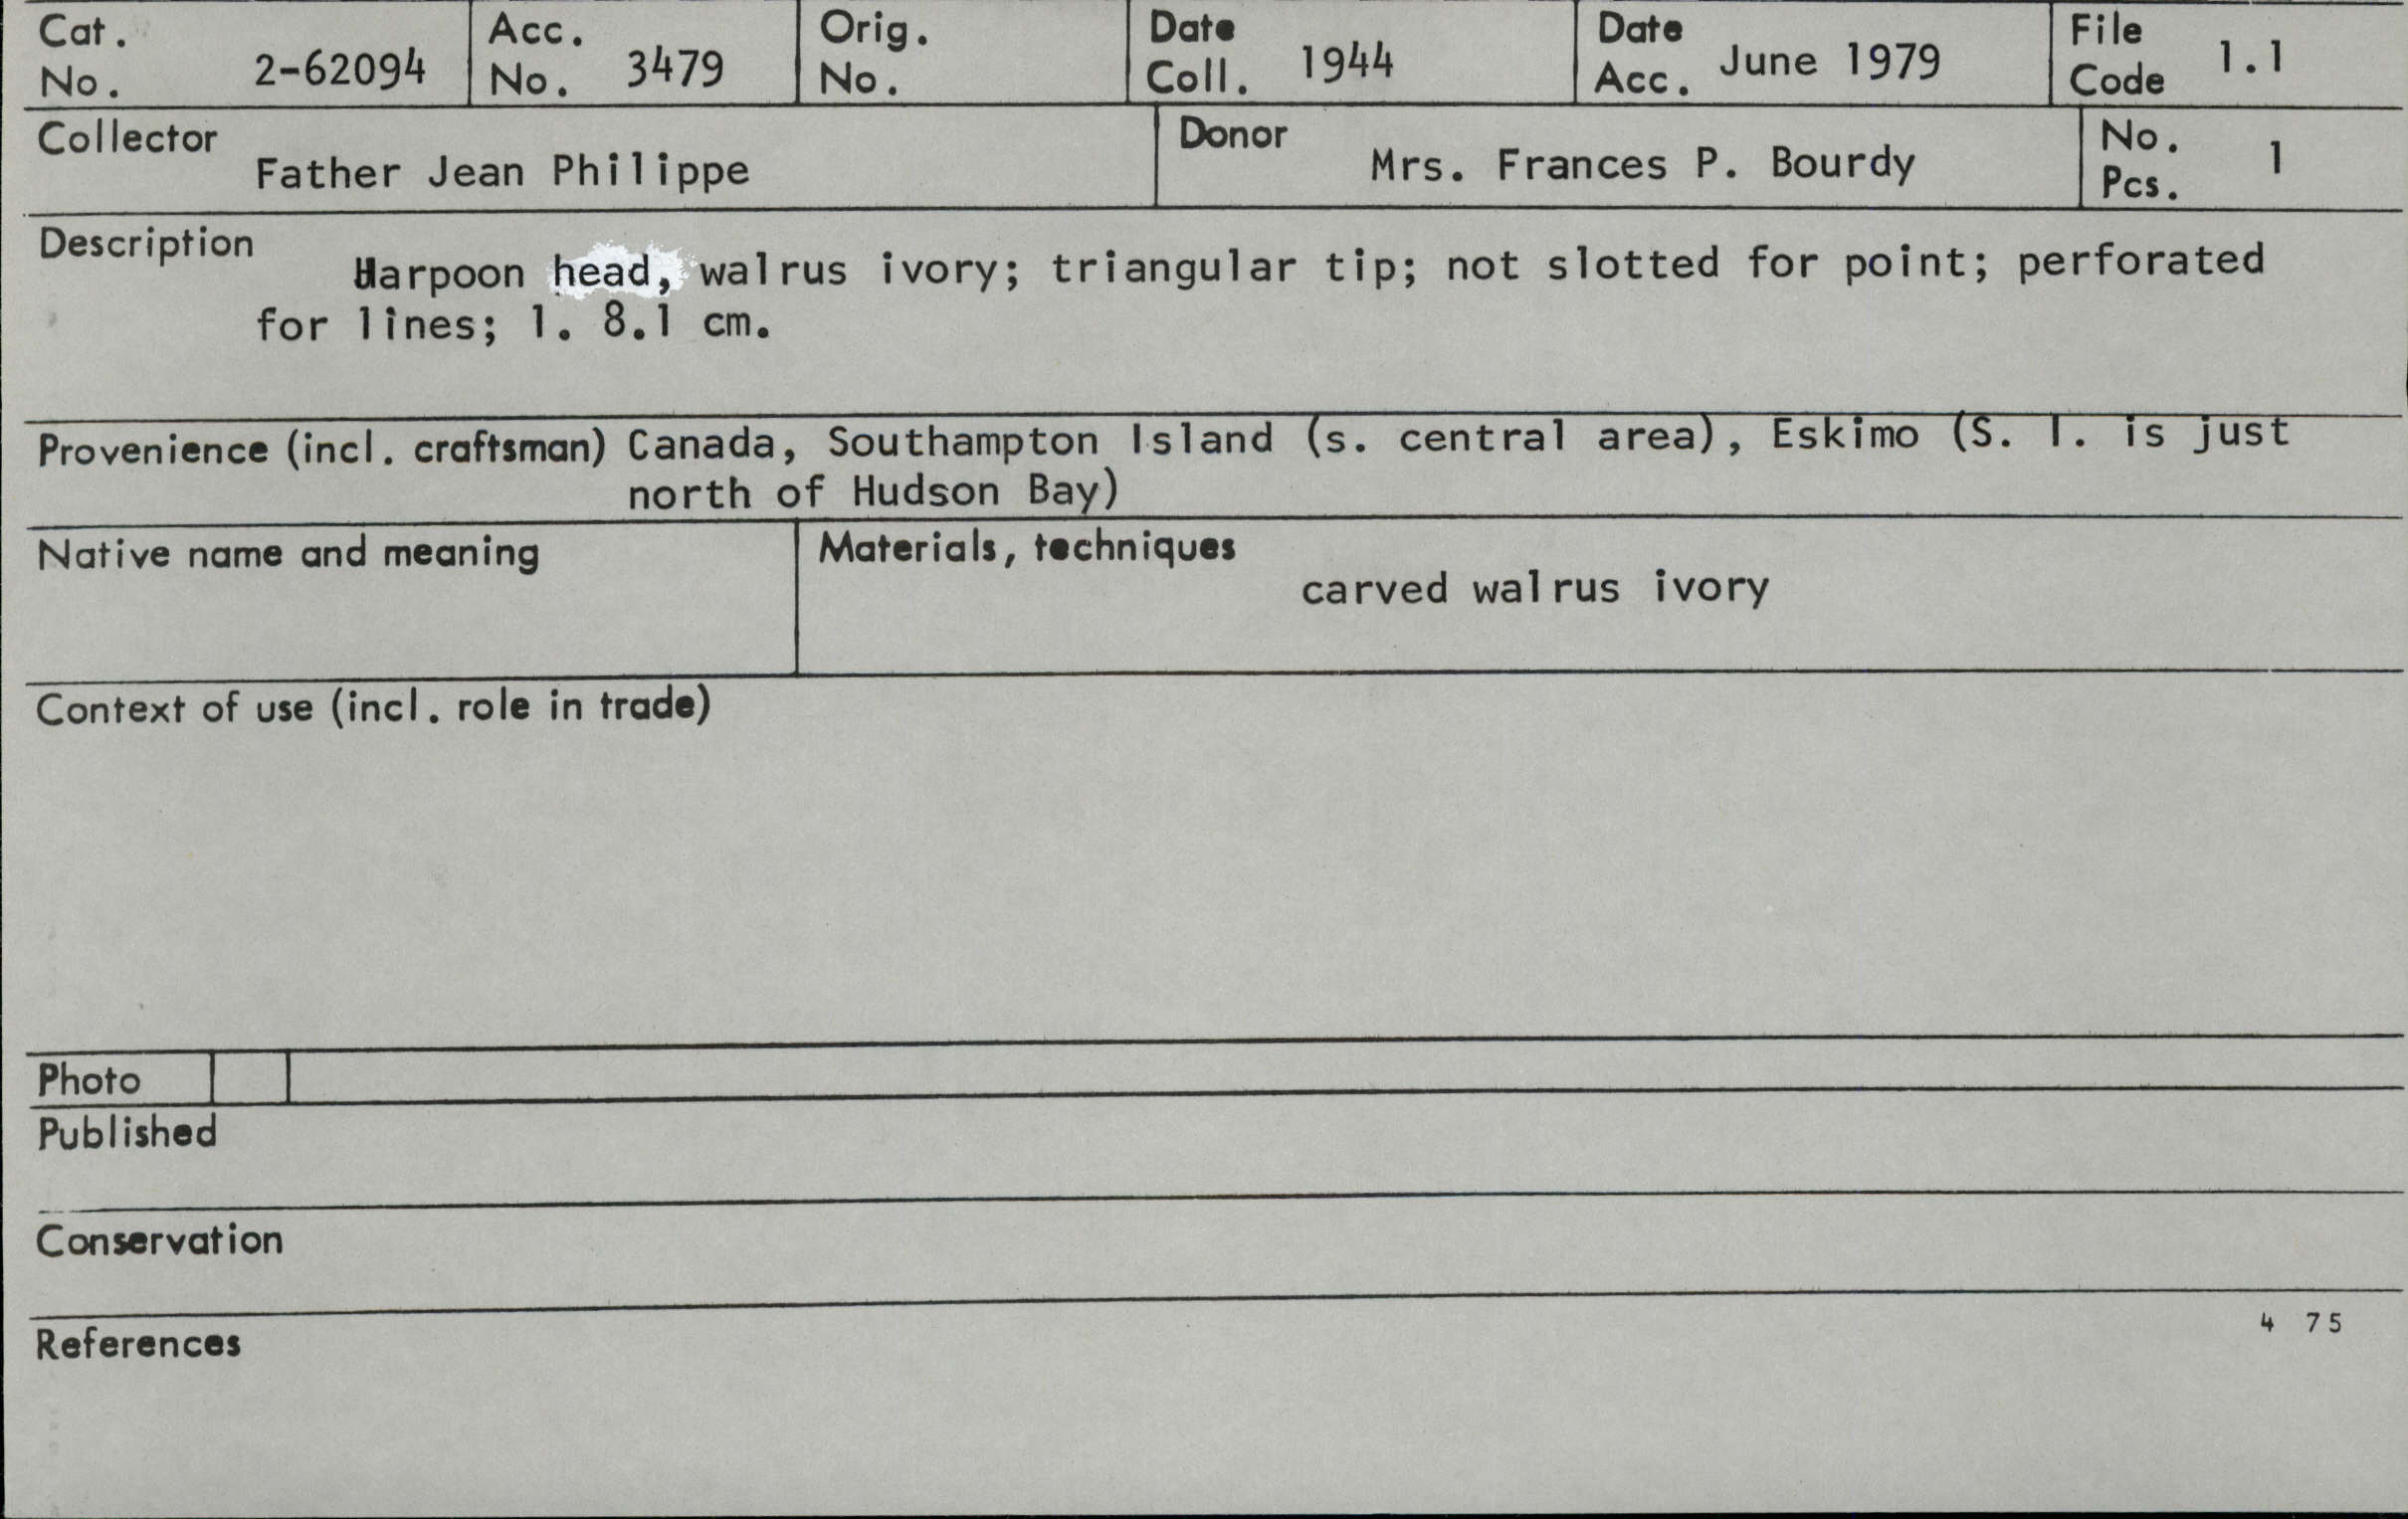 Cat. No. 2-62094 Acc. No. 3479 Orig. No. Date Coll. 1944 Date Acc. June 1979 File Code 1.1
Collector Father Jean Philippe Donor Mrs. Frances P. Bourdy No. Pcs. 1
Description Harpoon head, walrus ivory; triangular tip; not slotted for point; perforated
for lines; l. 8.1 cm.
Provenience (incl. craftsman) Canada, Southampton Island (s. central area), Eskimo (S. I. is just
north of Hudson Bay)
Native name and meaning Materials, techniques
carved walrus ivory
Context of use (incl. role in trade)
Photo
Published
Conservation
References 4 75